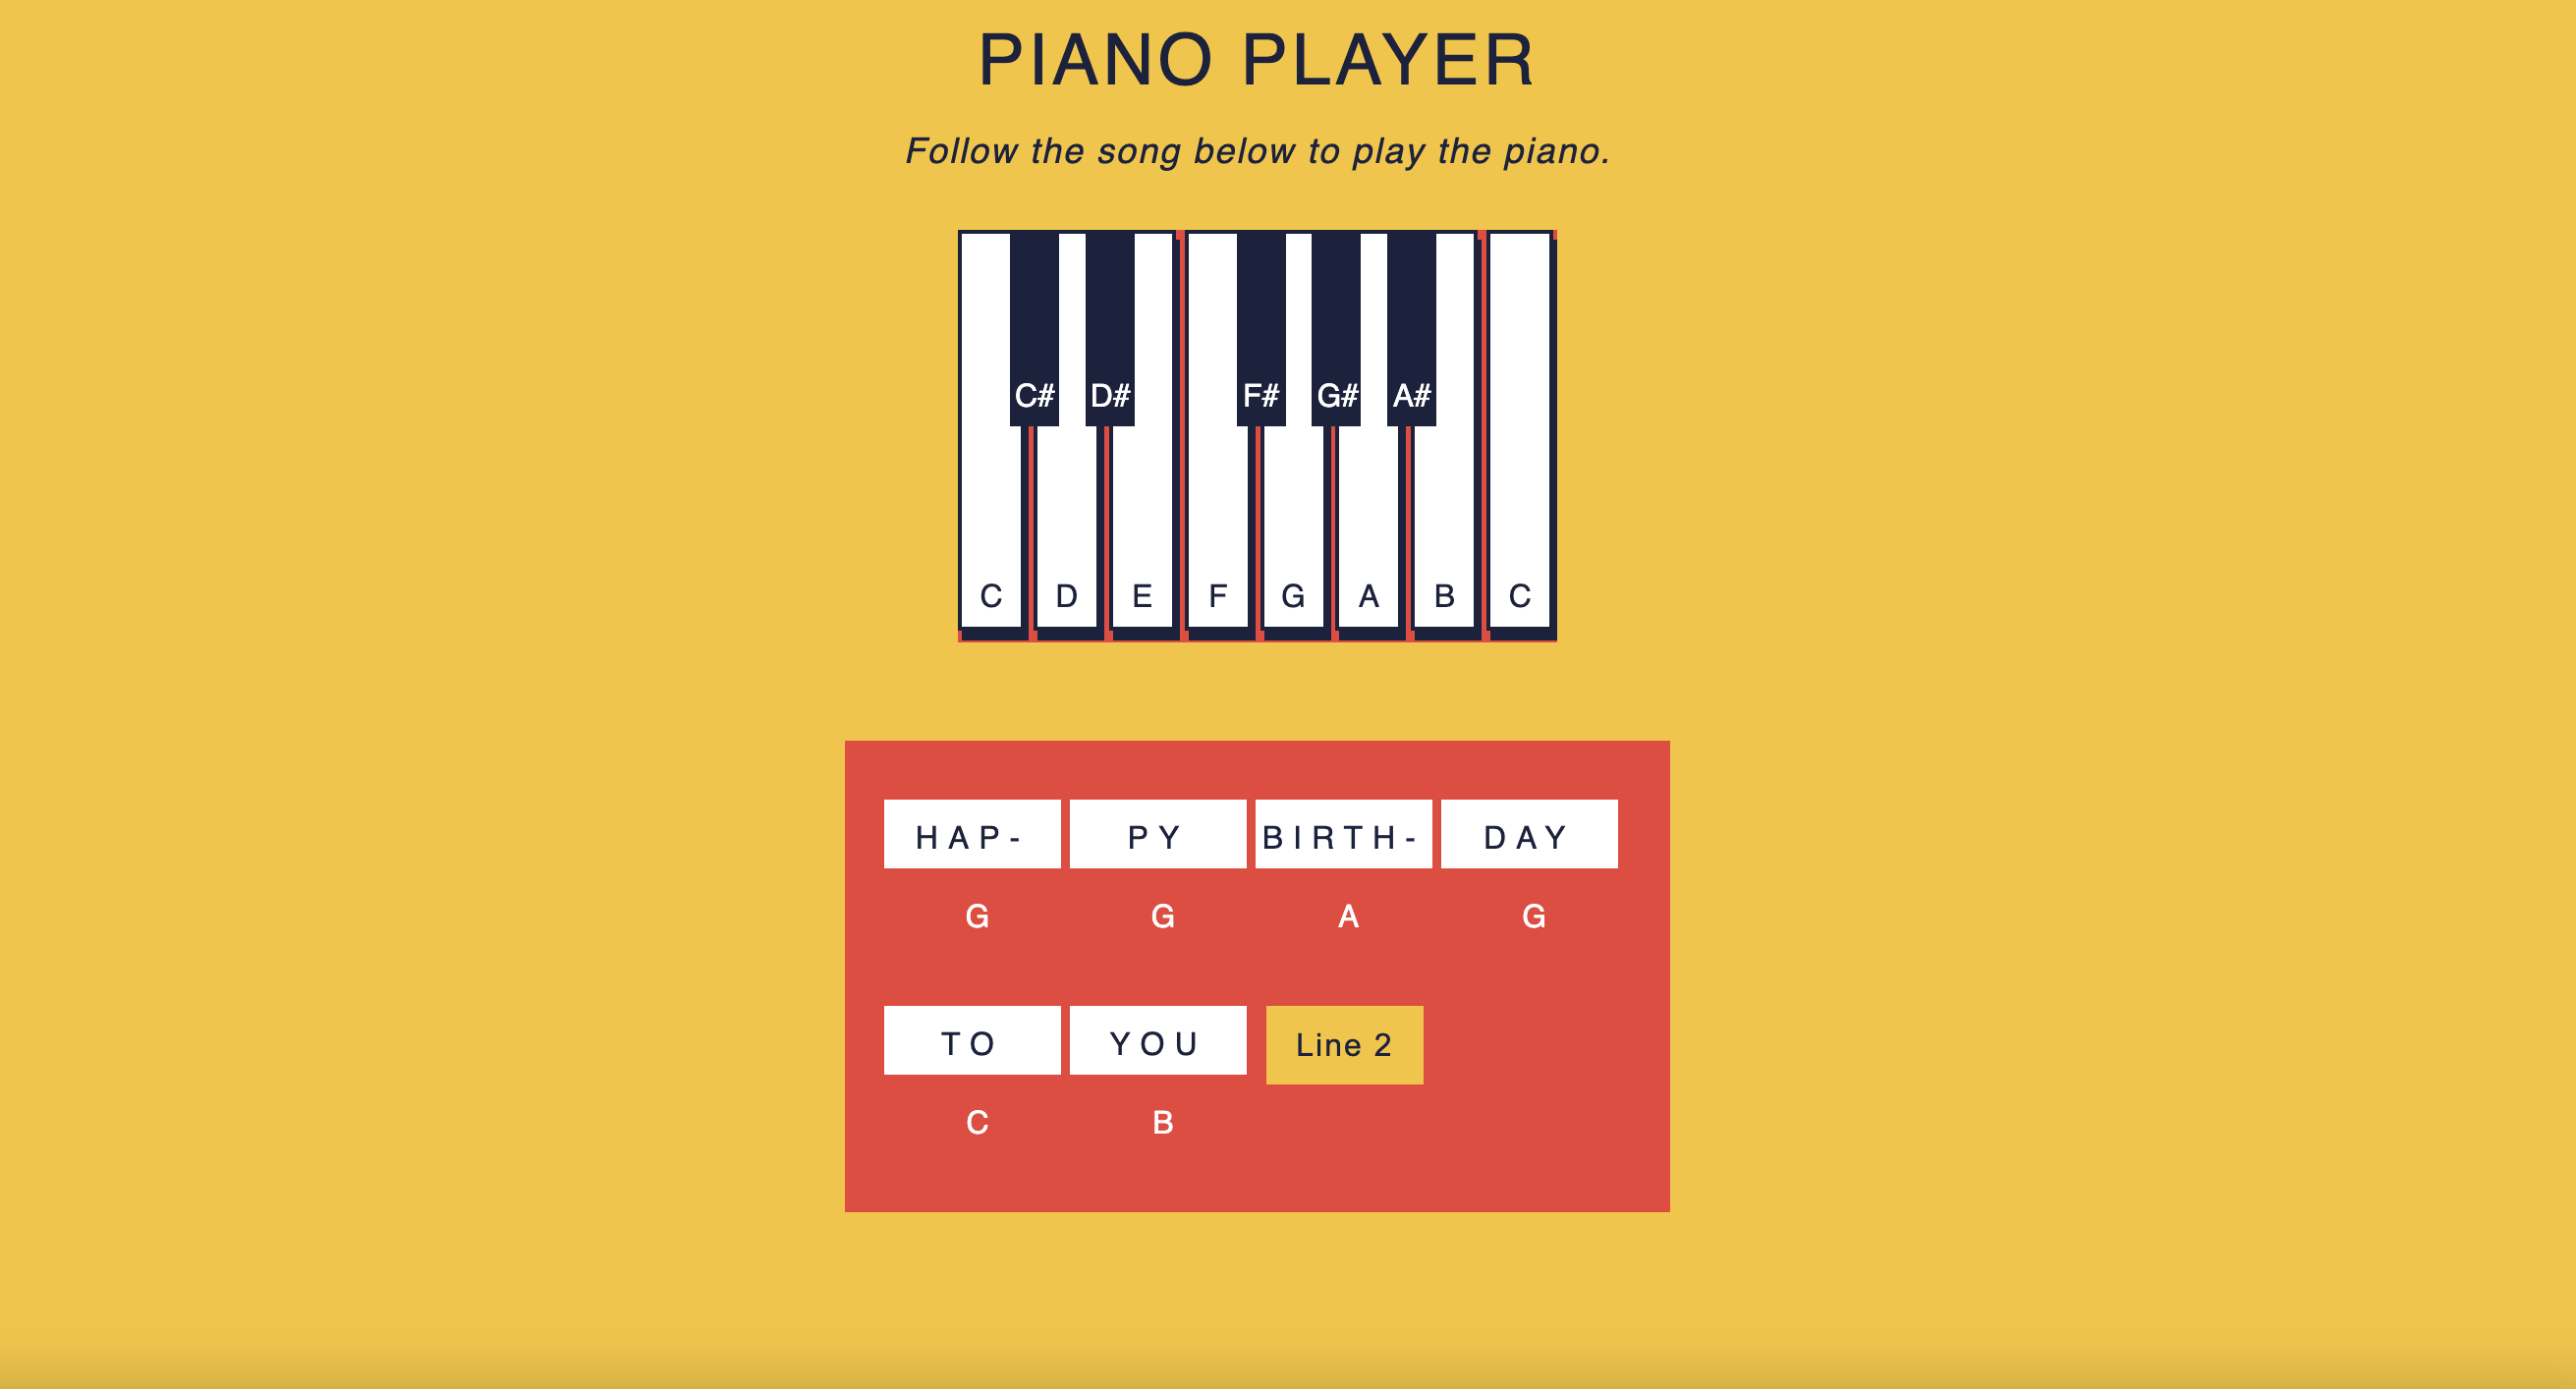 PIANO PLAYER
Follow the song below to play the piano.
C# D# F# G# A#
C D E F G A B C
HAP- PY BIRTH- DAY
G G A G
TO YOU Line 2
C B